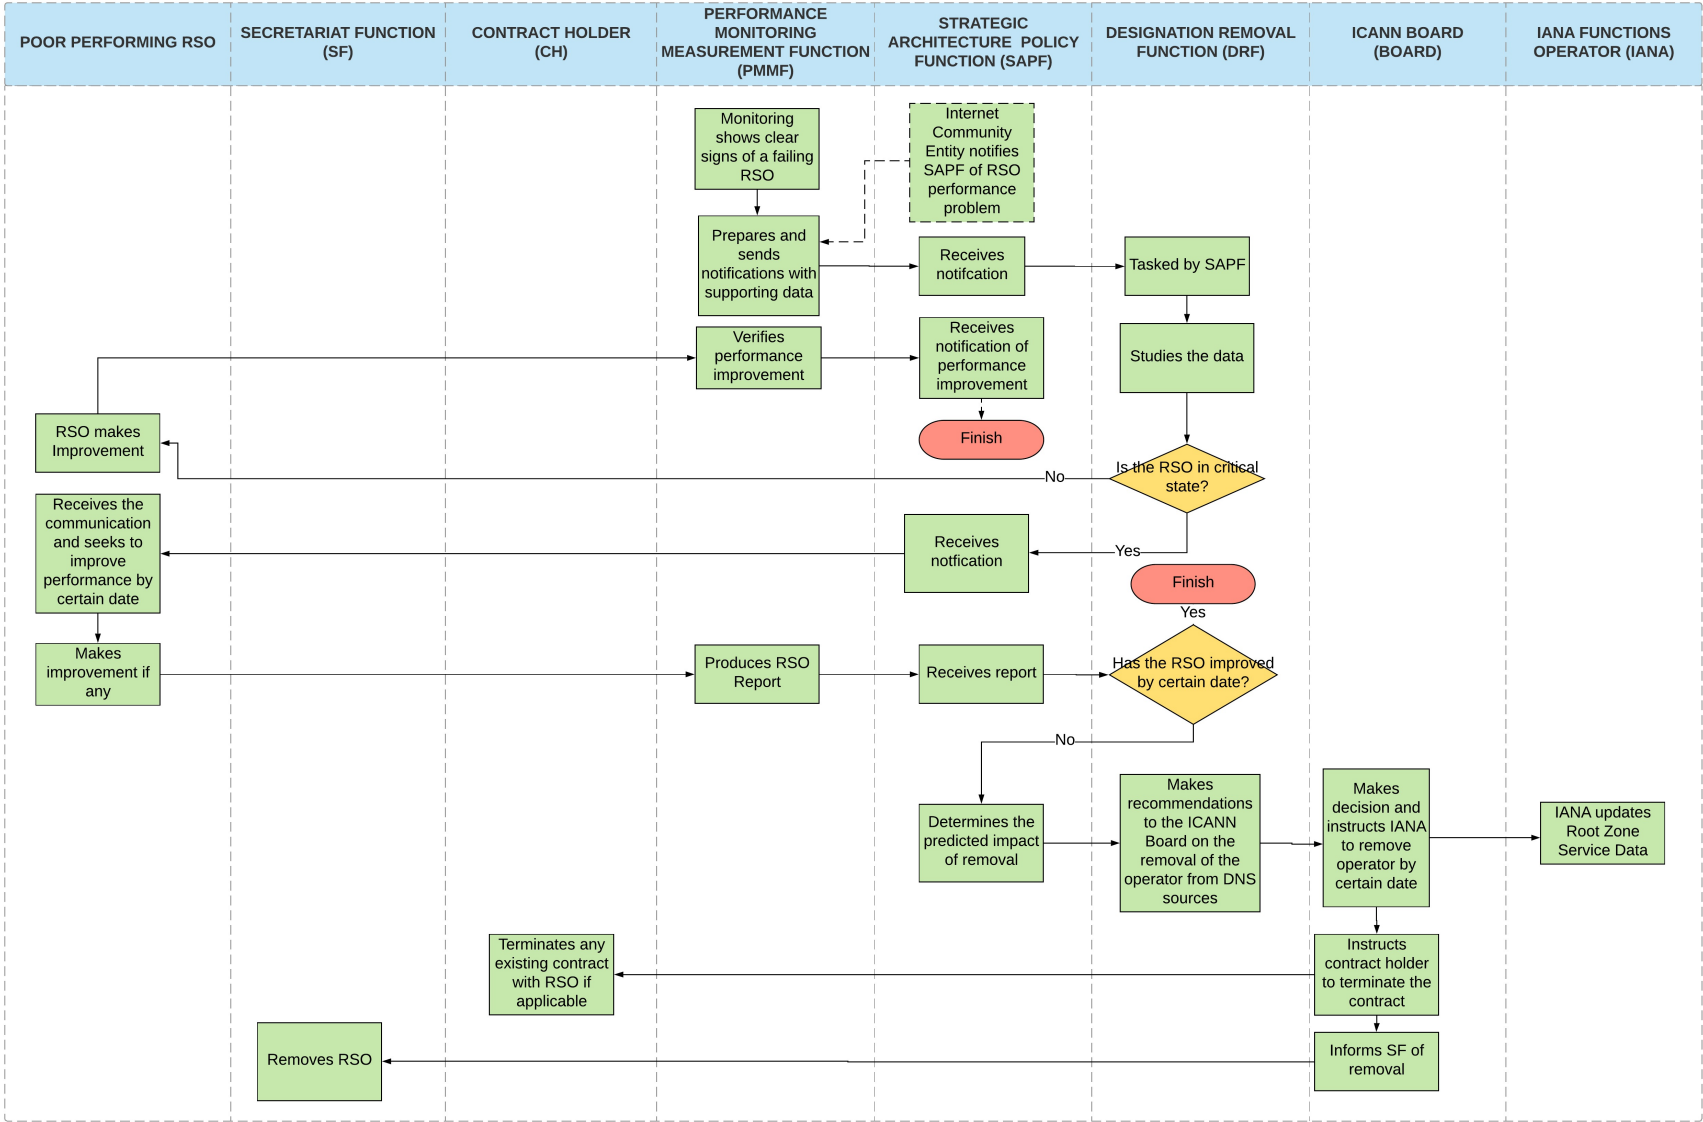 POOR PERFORMING RSO
SECRETARIAT FUNCTION
(SF)
CONTRACT HOLDER
(CH)
PERFORMANCE
MONITORING
MEASUREMENT FUNCTION
(PMMF)
STRATEGIC
ARCHITECTURE POLICY
FUNCTION (SAPF)
DESIGNATION REMOVAL
FUNCTION (DRF)
ICANN BOARD
(BOARD)
IANA FUNCTIONS
OPERATOR (IANA)
Monitoring
shows clear
signs of a failing
RSO
Internet
Community
Entity notifies
SAPF of RSO
performance
problem
Prepares and
sends
notifications with
supporting data
Receives
notifcation
Tasked by SAPF
Verifies
performance
improvement
Receives
notification of
performance
improvement
Studies the data
RSO makes
Improvement
Finish
Is the RSO in critical
state?
No
Receives the
communication
and seeks to
improve
performance by
certain date
Receives
notfication
Yes
Finish
Yes
Makes
improvement if
any
Produces RSO
Report
Receives report
Has the RSO improved
by certain date?
No
Determines the
predicted impact
of removal
Makes
recommendations
to the ICANN
Board on the
removal of the
operator from DNS
sources
Makes
decision and
instructs IANA
to remove
operator by
certain date
IANA updates
Root Zone
Service Data
Terminates any
existing contract
with RSO if
applicable
Instructs
contract holder
to terminate the
contract
Removes RSO
Informs SF of
removal